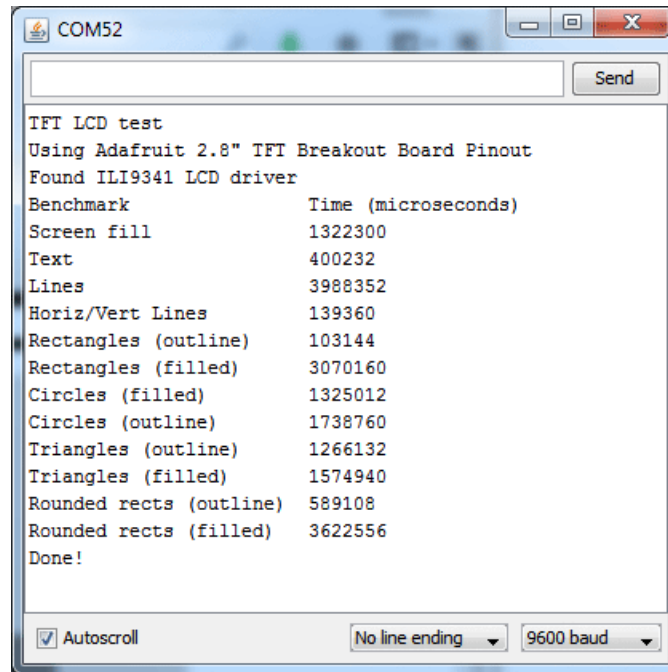 COM52
Send
TFT LCD test
Using Adafruit 2.8" TFT Breakout Board Pinout
Found ILI9341 LCD driver
Benchmark Time (microseconds)
Screen fill 1322300
Text 400232
Lines 3988352
Horiz/Vert Lines 139360
Rectangles (outline) 103144
Rectangles (filled) 3070160
Circles (filled) 1325012
Circles (outline) 1738760
Triangles (outline) 1266132
Triangles (filled) 1574940
Rounded rects (outline) 589108
Rounded rects (filled) 3622556
Done!
Autoscroll No line ending 9600 baud